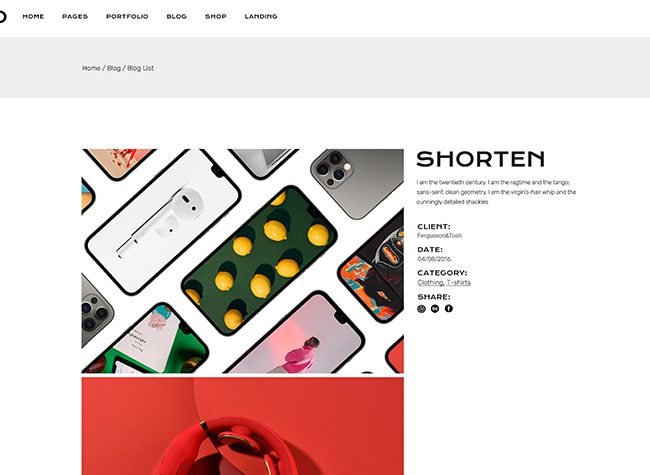 HOME PAGES PORTFOLIO BLOG SHOP LANDING
Home / Blog / Blog List
SHORTEN
I am the twentieth century. I am the ragtime and the tango;
sans-serif, clean geometry. I am the virgin's-hair whip and the
cunningly detailed shackles
CLIENT:
Fergusson&Tosh
DATE:
04/08/2016.
CATEGORY:
Clothing, T-shirts
SHARE: